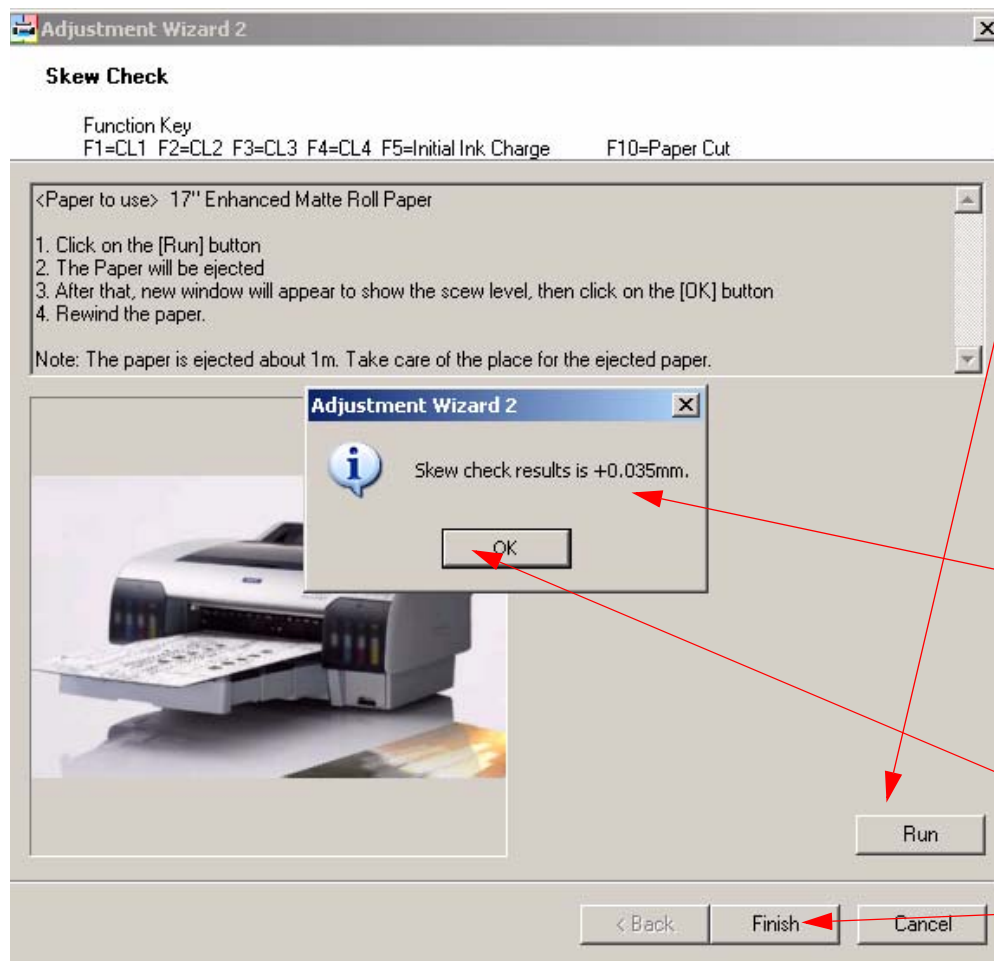 Adjustment Wizard 2
Skew Check
Function Key
F1=CL1 F2=CL2 F3=CL3 F4=CL4 F5=Initial Ink Charge F10=Paper Cut
<Paper to use> 17" Enhanced Matte Roll Paper
1. Click on the [Run] button
2. The Paper will be ejected
3. After that, new window will appear to show the scew level, then click on the [OK] button
4. Rewind the paper.
Note: The paper is ejected about 1m. Take care of the place for the ejected paper.
Adjustment Wizard 2
Skew check results is +0.035mm.
OK
Run
< Back
Finish
Cancel